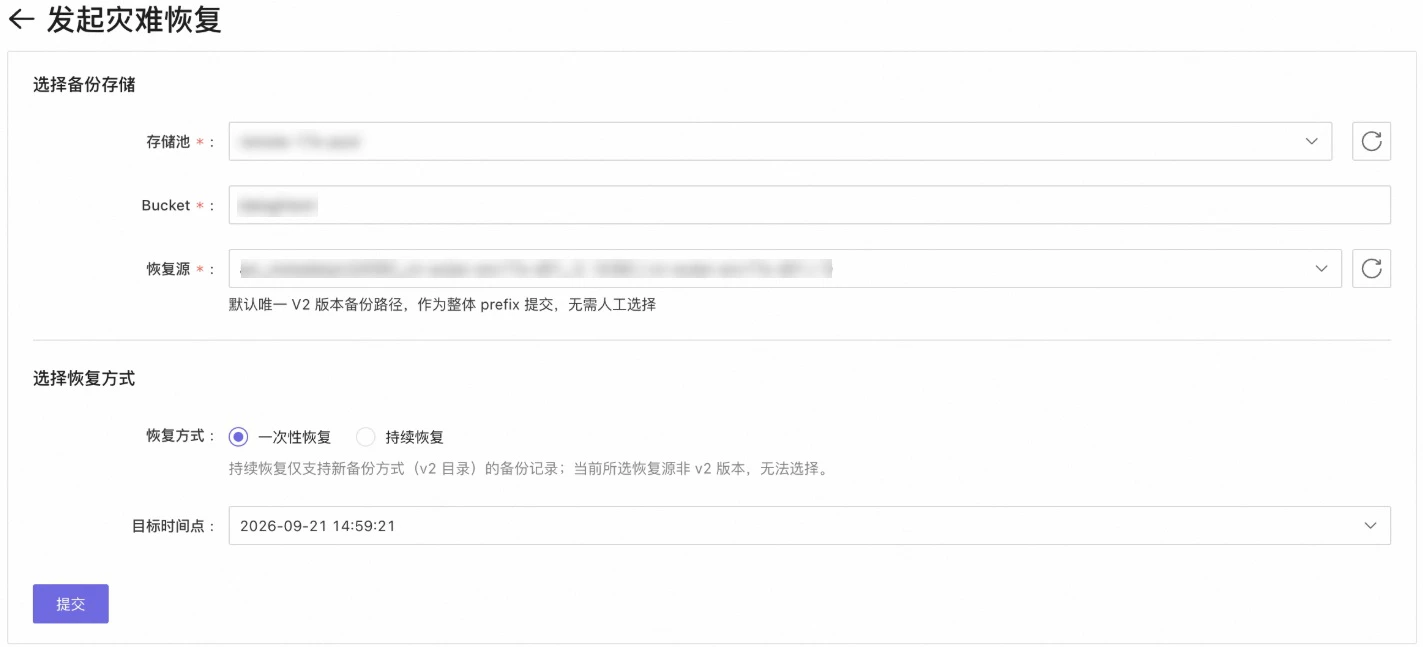 发起灾难恢复
选择备份存储
存储池 * :
Bucket * :
恢复源 * :
默认唯一 V2 版本备份路径，作为整体 prefix 提交，无需人工选择
选择恢复方式
恢复方式 : 一次性恢复 持续恢复
持续恢复仅支持新备份方式（v2 目录）的备份记录；当前所选恢复源非 v2 版本，无法选择。
目标时间点 : 2026-09-21 14:59:21
提交